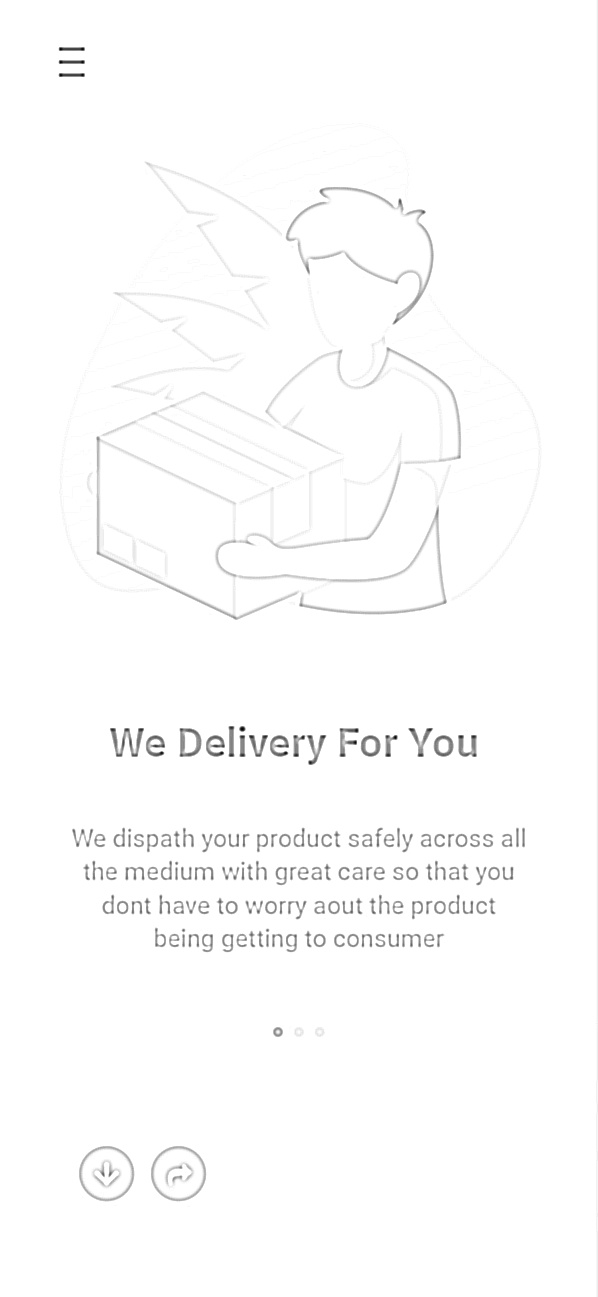 We Delivery For You
We dispath your product safely across all
the medium with great care so that you
dont have to worry aout the product
being getting to consumer